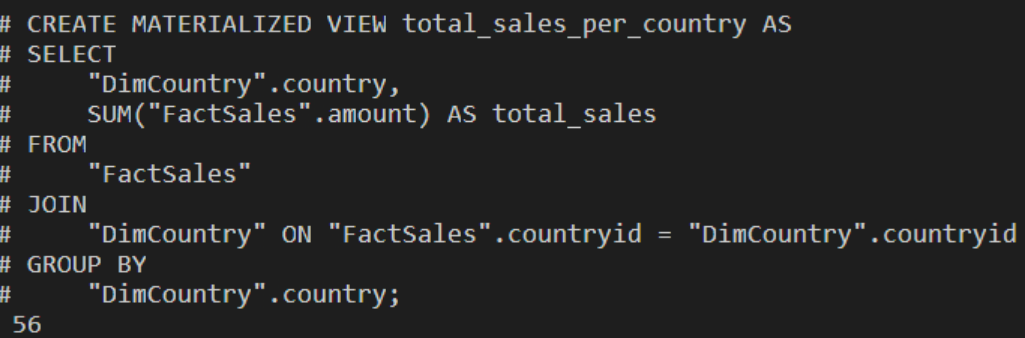 # CREATE MATERIALIZED VIEW total_sales_per_country AS
# SELECT
#     "DimCountry".country,
#     SUM("FactSales".amount) AS total_sales
# FROM
#     "FactSales"
# JOIN
#     "DimCountry" ON "FactSales".countryid = "DimCountry".countryid
# GROUP BY
#     "DimCountry".country;
56